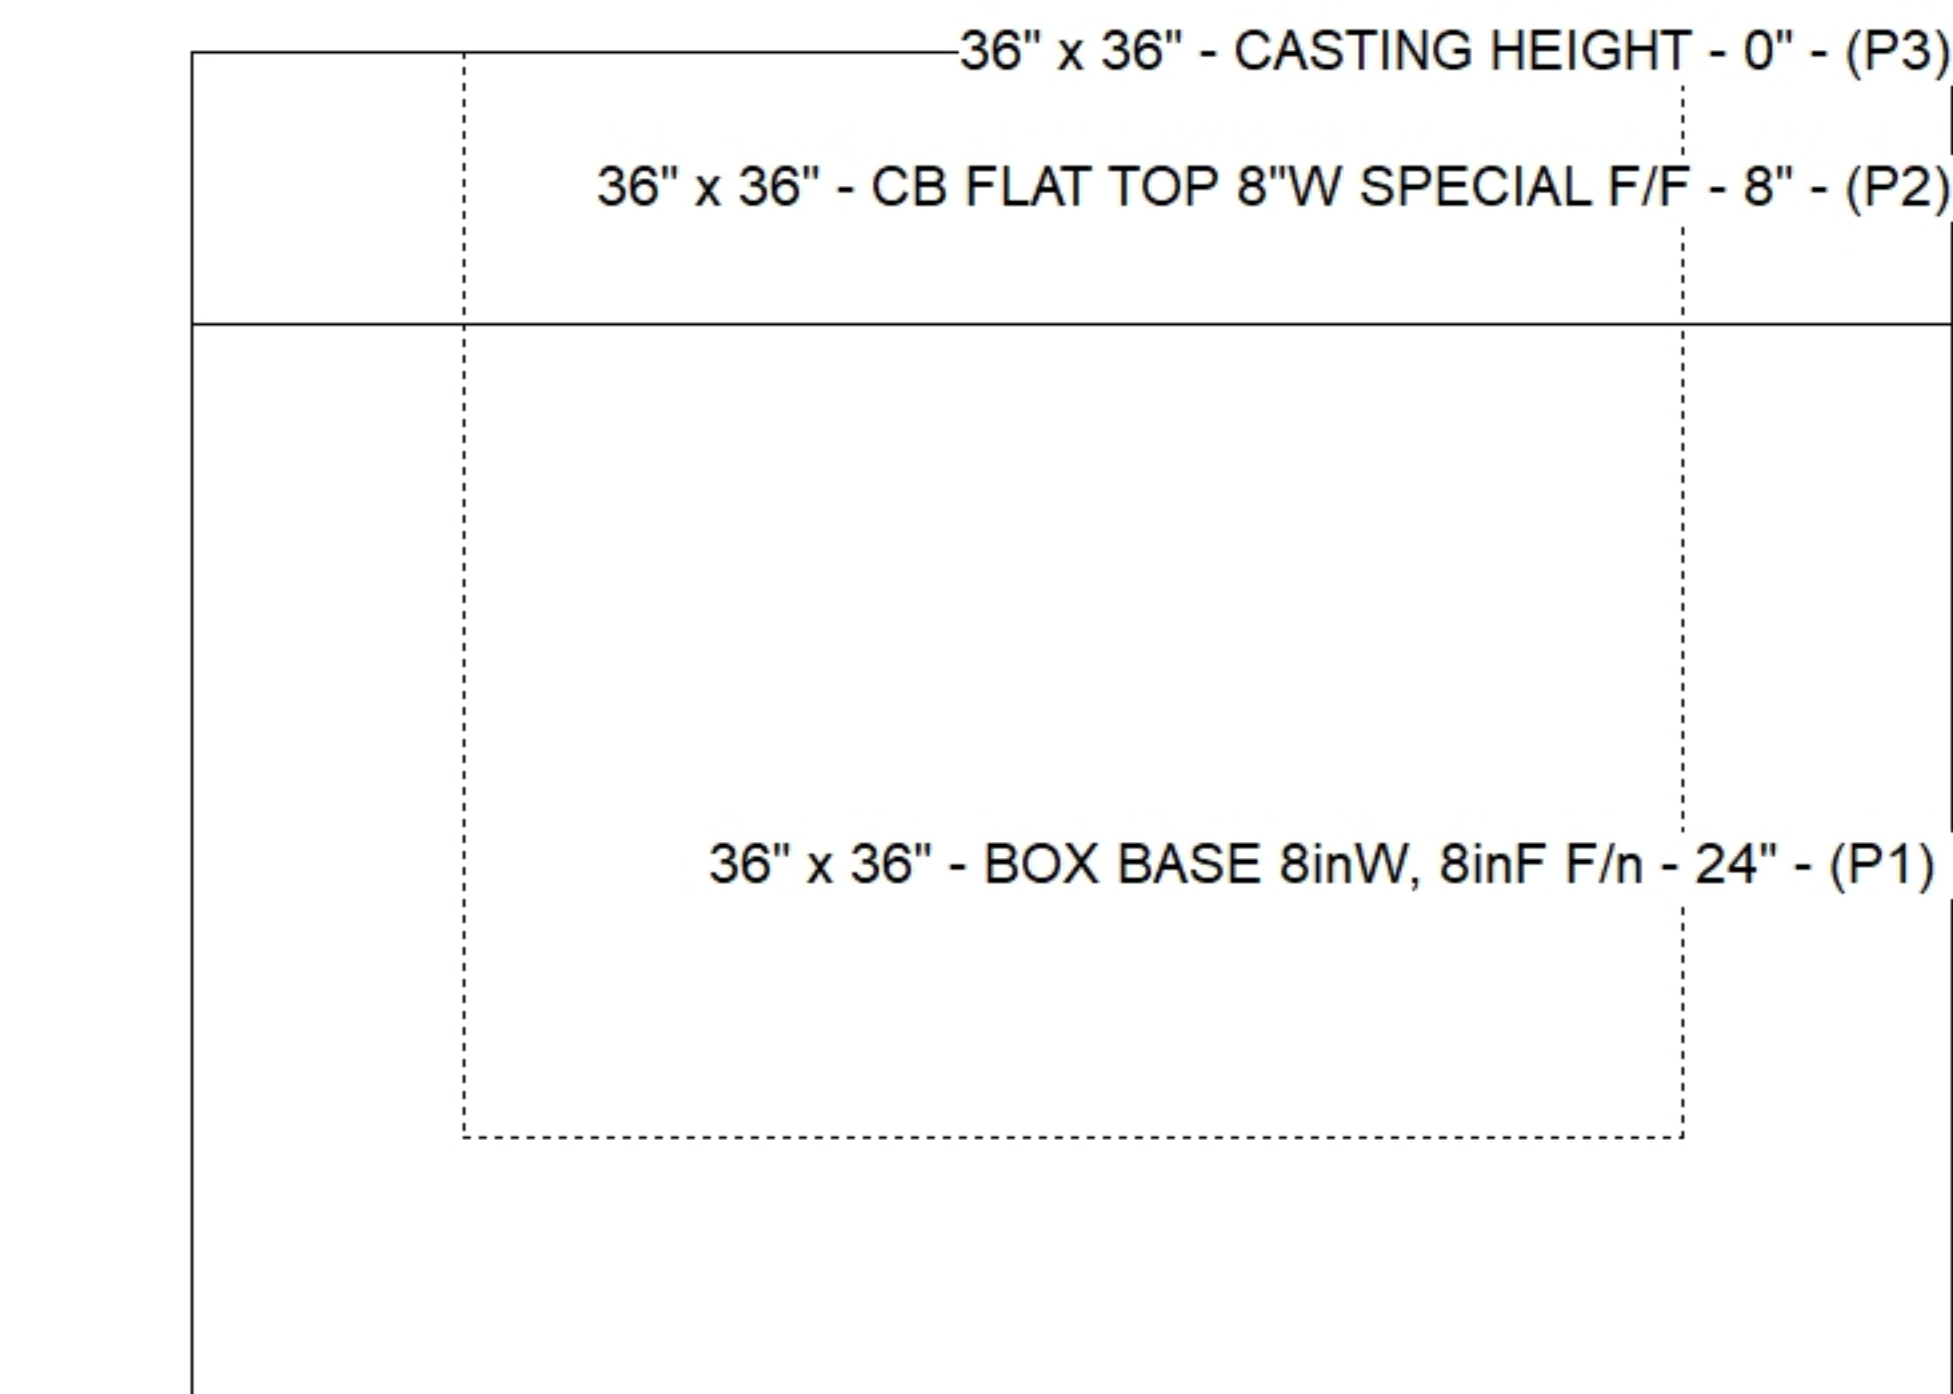 36" x 36" - CASTING HEIGHT - 0" - (P3)
36" x 36" - CB FLAT TOP 8"W SPECIAL F/F - 8" - (P2)
36" x 36" - BOX BASE 8inW, 8inF F/n - 24" - (P1)